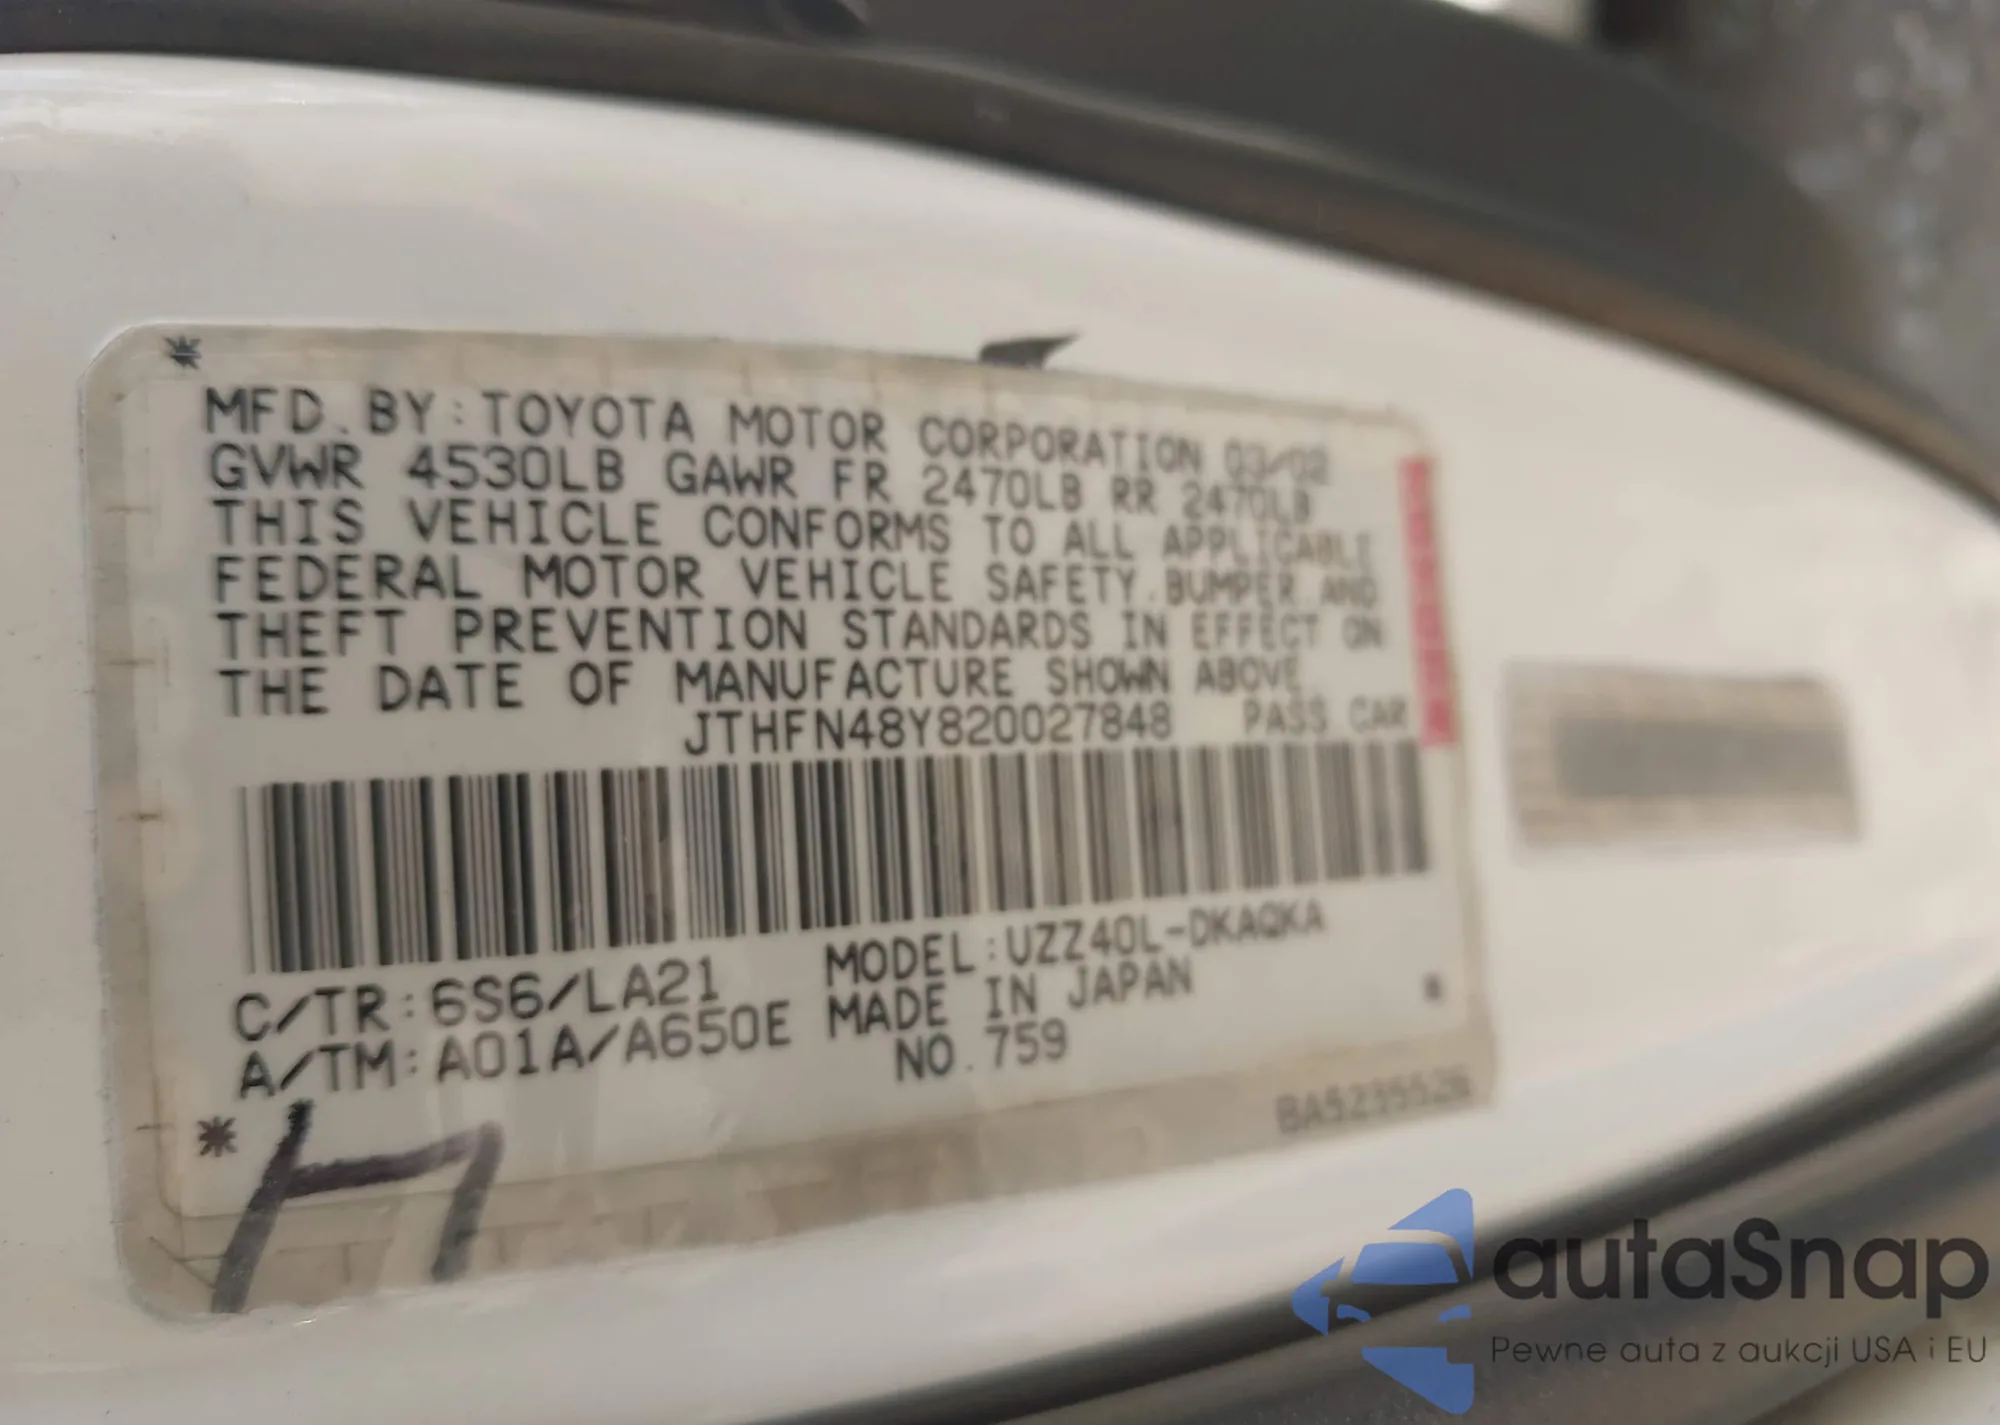 MFD. BY: TOYOTA MOTOR CORPORATION 03/02
GVWR 4530LB GAWR FR 2470LB RR 2470LB
THIS VEHICLE CONFORMS TO ALL APPLICABLE
FEDERAL MOTOR VEHICLE SAFETY, BUMPER, AND
THEFT PREVENTION STANDARDS IN EFFECT ON
THE DATE OF MANUFACTURE SHOWN ABOVE.
JTHFN48Y820027848 PASS. CAR
C/TR: 6S6/LA21 MODEL: UZZ40L-DKAQKA
A/TM: A01A/A650E MADE IN JAPAN
NO. 759
autaSnap
Pewne auta z aukcji USA i EU